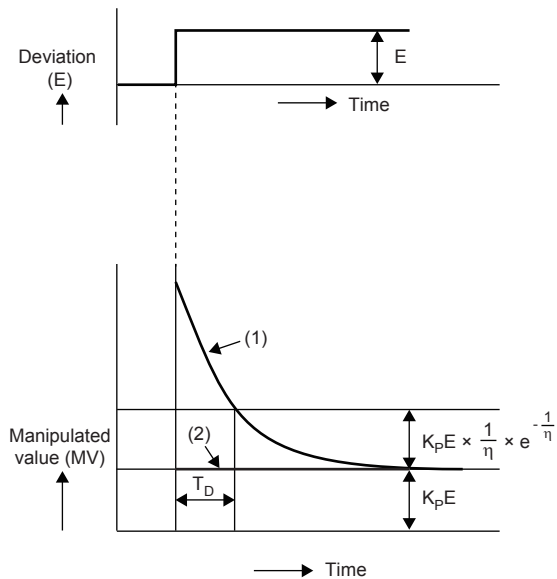 Deviation
(E)
E
Time
(1)
(2)
Manipulated
value (MV)
T_D
K_PE × 1/η × e^-1/η
K_PE
Time